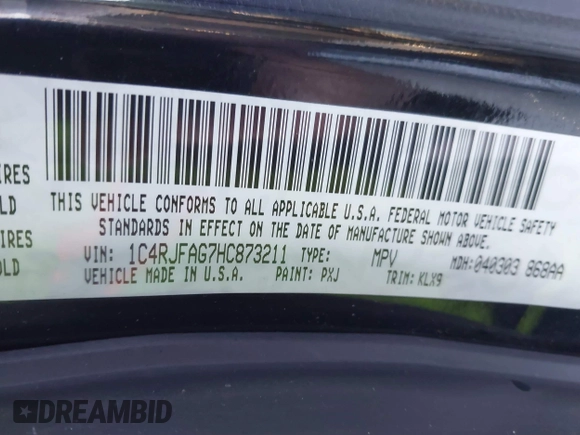 IRES
OLD
IRES
OLD
THIS VEHICLE CONFORMS TO ALL APPLICABLE U.S.A. FEDERAL MOTOR VEHICLE SAFETY
STANDARDS IN EFFECT ON THE DATE OF MANUFACTURE SHOWN ABOVE.
VIN: 1C4RJFAG7HC873211 TYPE: MPV MDH: 040303 868AA
VEHICLE MADE IN U.S.A. PAINT: PXJ TRIM: KLX9
DREAMBID